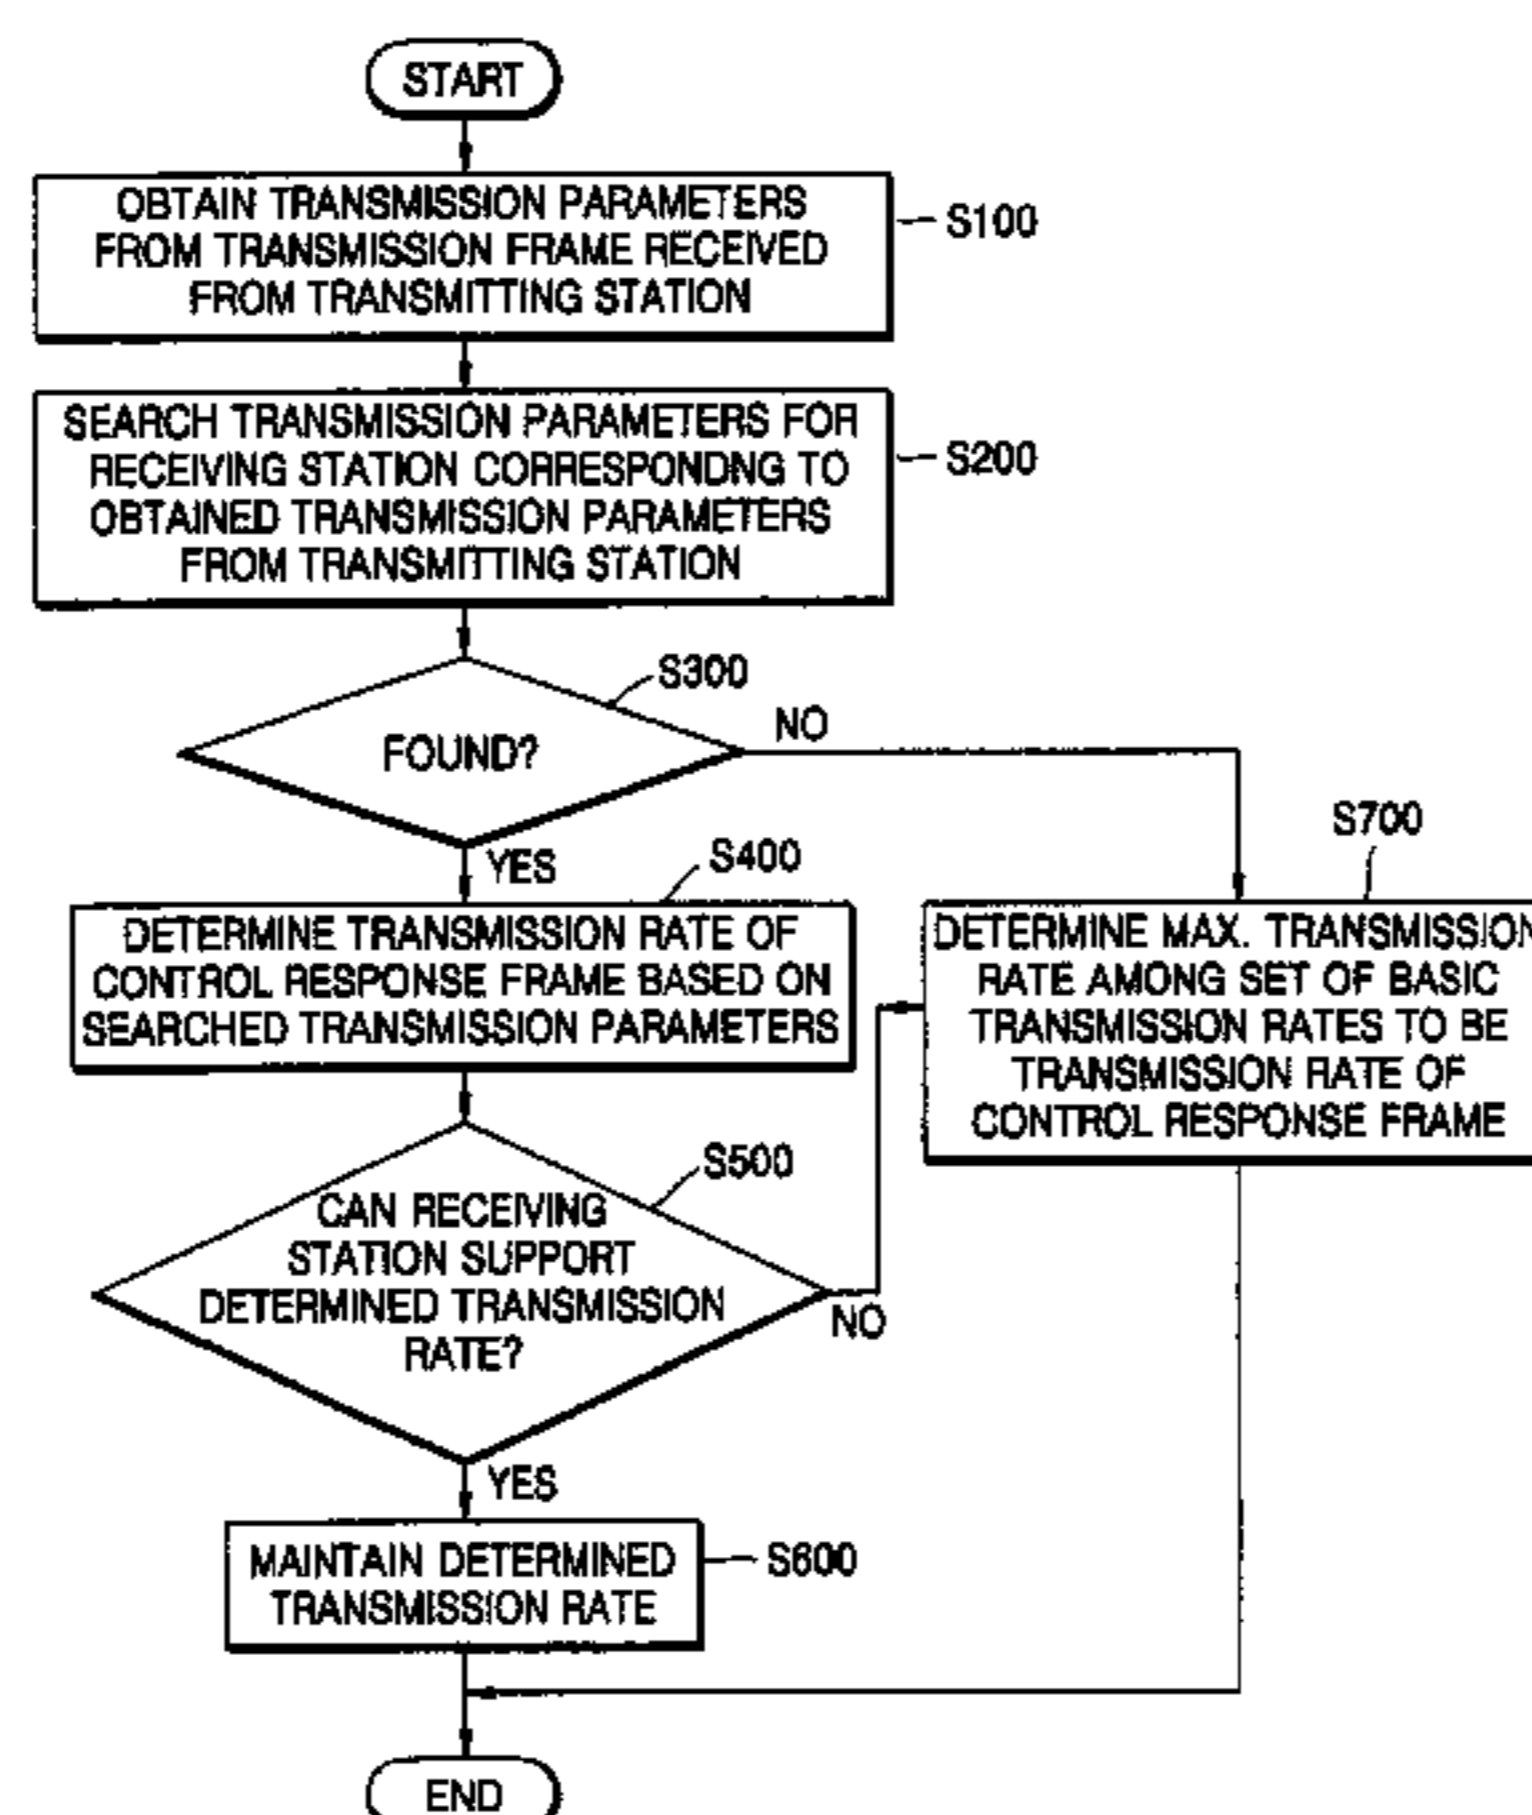 START
OBTAIN TRANSMISSION PARAMETERS
FROM TRANSMISSION FRAME RECEIVED
FROM TRANSMITTING STATION
S100
SEARCH TRANSMISSION PARAMETERS FOR
RECEIVING STATION CORRESPONDNG TO
OBTAINED TRANSMISSION PARAMETERS
FROM TRANSMITTING STATION
S200
S300
FOUND?
NO
YES
S400
DETERMINE TRANSMISSION RATE OF
CONTROL RESPONSE FRAME BASED ON
SEARCHED TRANSMISSION PARAMETERS
S700
DETERMINE MAX. TRANSMISSION
RATE AMONG SET OF BASIC
TRANSMISSION RATES TO BE
TRANSMISSION RATE OF
CONTROL RESPONSE FRAME
S500
CAN RECEIVING
STATION SUPPORT
DETERMINED TRANSMISSION
RATE?
NO
YES
MAINTAIN DETERMINED
TRANSMISSION RATE
S600
END